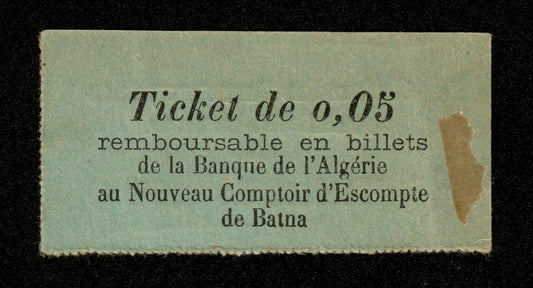 Ticket de 0,05
remboursable en billets
de la Banque de l'Algérie
au Nouveau Comptoir d'Escompte
de Batna